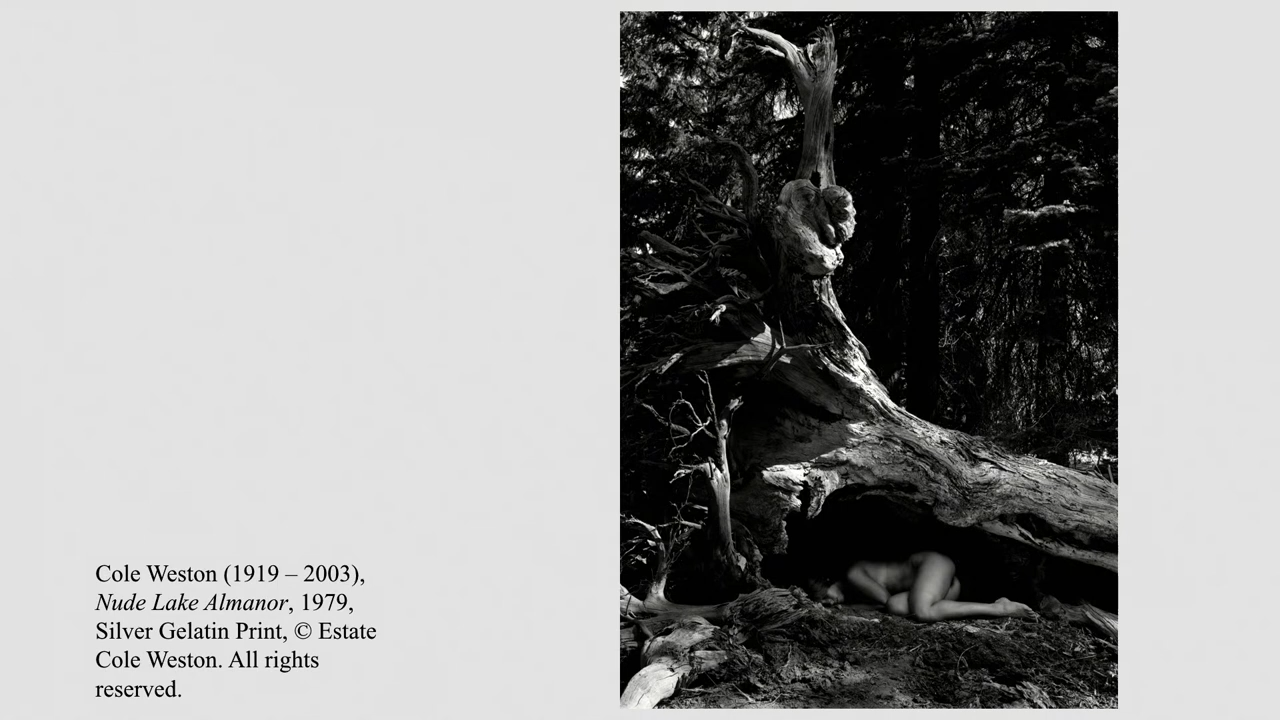 Cole Weston (1919 – 2003),
Nude Lake Almanor, 1979,
Silver Gelatin Print, © Estate
Cole Weston. All rights
reserved.